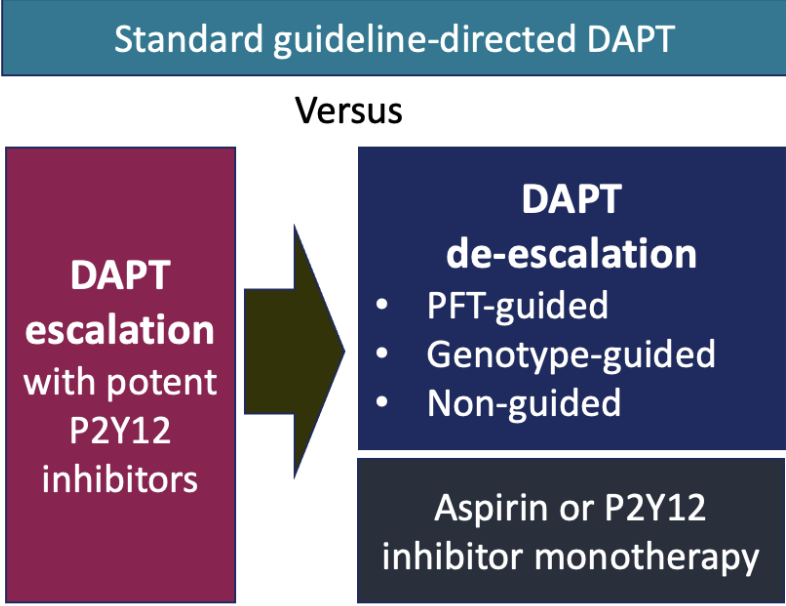 Standard guideline-directed DAPT
Versus
DAPT
escalation
with potent
P2Y12
inhibitors
DAPT
de-escalation
• PFT-guided
• Genotype-guided
• Non-guided
Aspirin or P2Y12
inhibitor monotherapy